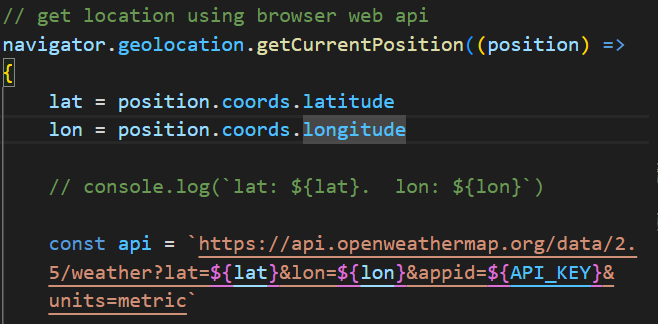 // get location using browser web api
navigator.geolocation.getCurrentPosition((position) =>
{
lat = position.coords.latitude
lon = position.coords.longitude
// console.log(`lat: ${lat}.  lon: ${lon}`)
const api = `https://api.openweathermap.org/data/2.
5/weather?lat=${lat}&lon=${lon}&appid=${API_KEY}&
units=metric`